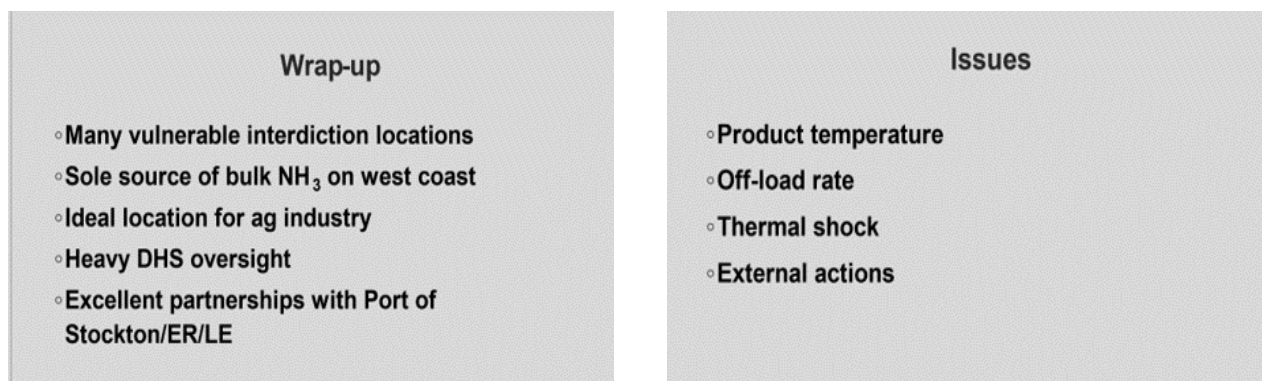 Wrap-up
◦Many vulnerable interdiction locations
◦Sole source of bulk NH₃ on west coast
◦Ideal location for ag industry
◦Heavy DHS oversight
◦Excellent partnerships with Port of
Stockton/ER/LE
Issues
◦Product temperature
◦Off-load rate
◦Thermal shock
◦External actions